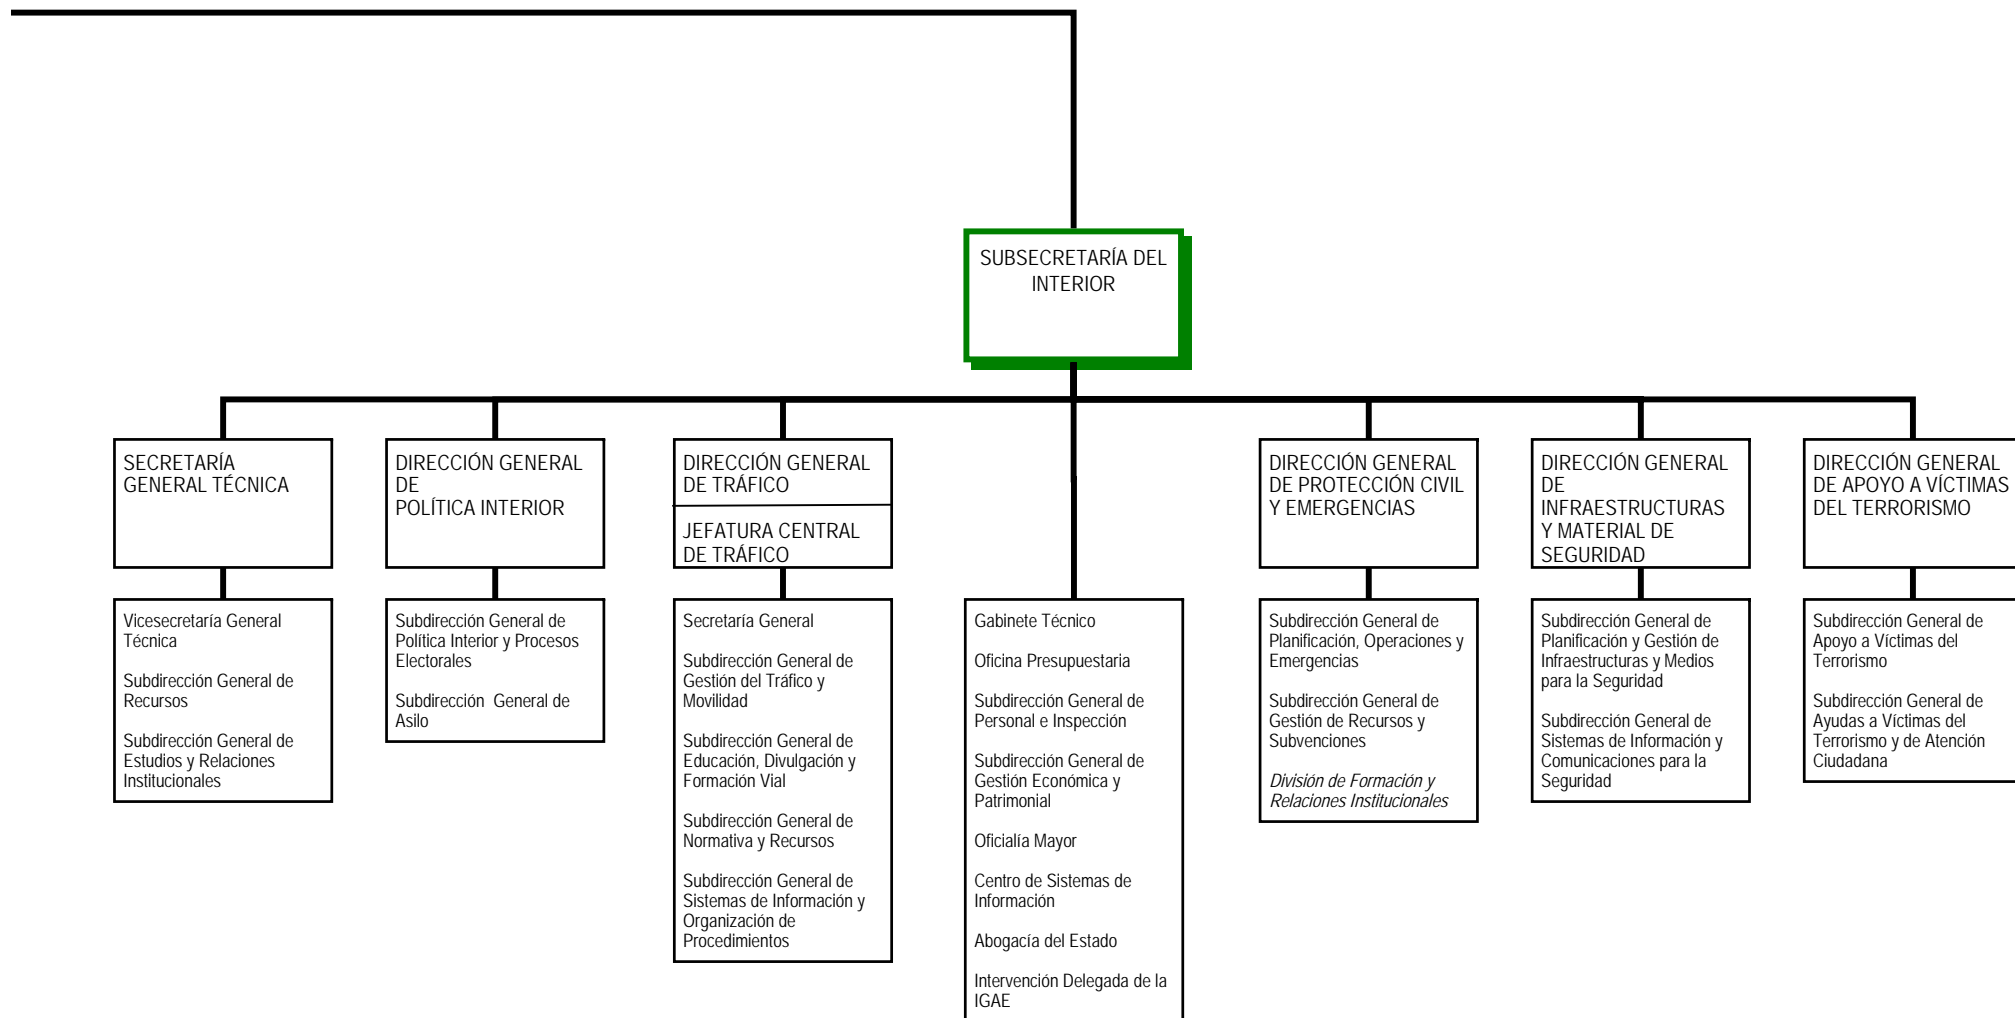 SUBSECRETARÍA DEL
INTERIOR
SECRETARÍA
GENERAL TÉCNICA
DIRECCIÓN GENERAL
DE
POLÍTICA INTERIOR
DIRECCIÓN GENERAL
DE TRÁFICO
JEFATURA CENTRAL
DE TRÁFICO
DIRECCIÓN GENERAL
DE PROTECCIÓN CIVIL
Y EMERGENCIAS
DIRECCIÓN GENERAL
DE
INFRAESTRUCTURAS
Y MATERIAL DE
SEGURIDAD
DIRECCIÓN GENERAL
DE APOYO A VÍCTIMAS
DEL TERRORISMO
Vicesecretaría General
Técnica
Subdirección General de
Recursos
Subdirección General de
Estudios y Relaciones
Institucionales
Subdirección General de
Política Interior y Procesos
Electorales
Subdirección General de
Asilo
Secretaría General
Subdirección General de
Gestión del Tráfico y
Movilidad
Subdirección General de
Educación, Divulgación y
Formación Vial
Subdirección General de
Normativa y Recursos
Subdirección General de
Sistemas de Información y
Organización de
Procedimientos
Gabinete Técnico
Oficina Presupuestaria
Subdirección General de
Personal e Inspección
Subdirección General de
Gestión Económica y
Patrimonial
Oficialía Mayor
Centro de Sistemas de
Información
Abogacía del Estado
Intervención Delegada de la
IGAE
Subdirección General de
Planificación, Operaciones y
Emergencias
Subdirección General de
Gestión de Recursos y
Subvenciones
División de Formación y
Relaciones Institucionales
Subdirección General de
Planificación y Gestión de
Infraestructuras y Medios
para la Seguridad
Subdirección General de
Sistemas de Información y
Comunicaciones para la
Seguridad
Subdirección General de
Apoyo a Víctimas del
Terrorismo
Subdirección General de
Ayudas a Víctimas del
Terrorismo y de Atención
Ciudadana